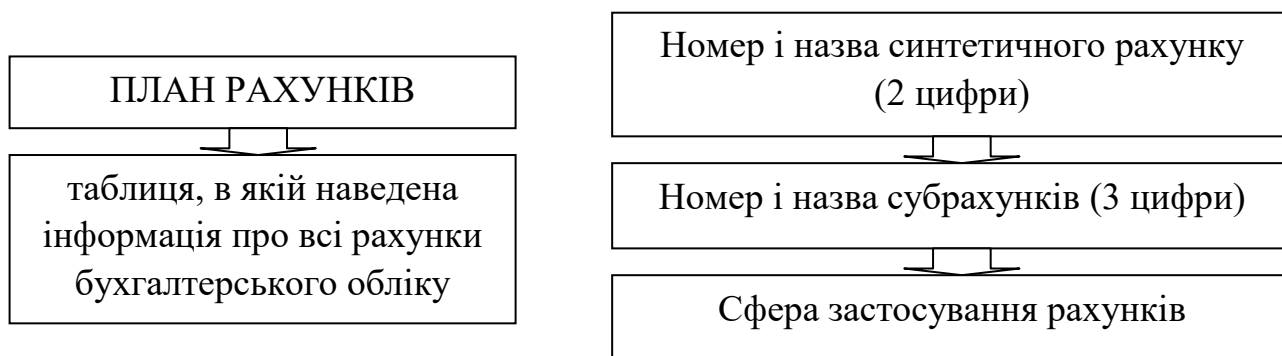 ПЛАН РАХУНКІВ
таблиця, в якій наведена
інформація про всі рахунки
бухгалтерського обліку
Номер і назва синтетичного рахунку
(2 цифри)
Номер і назва субрахунків (3 цифри)
Сфера застосування рахунків